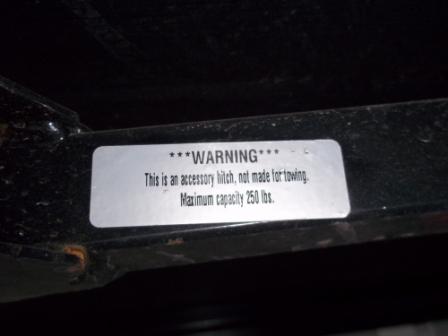 ***WARNING***
This is an accessory hitch, not made for towing.
Maximum capacity 250 lbs.